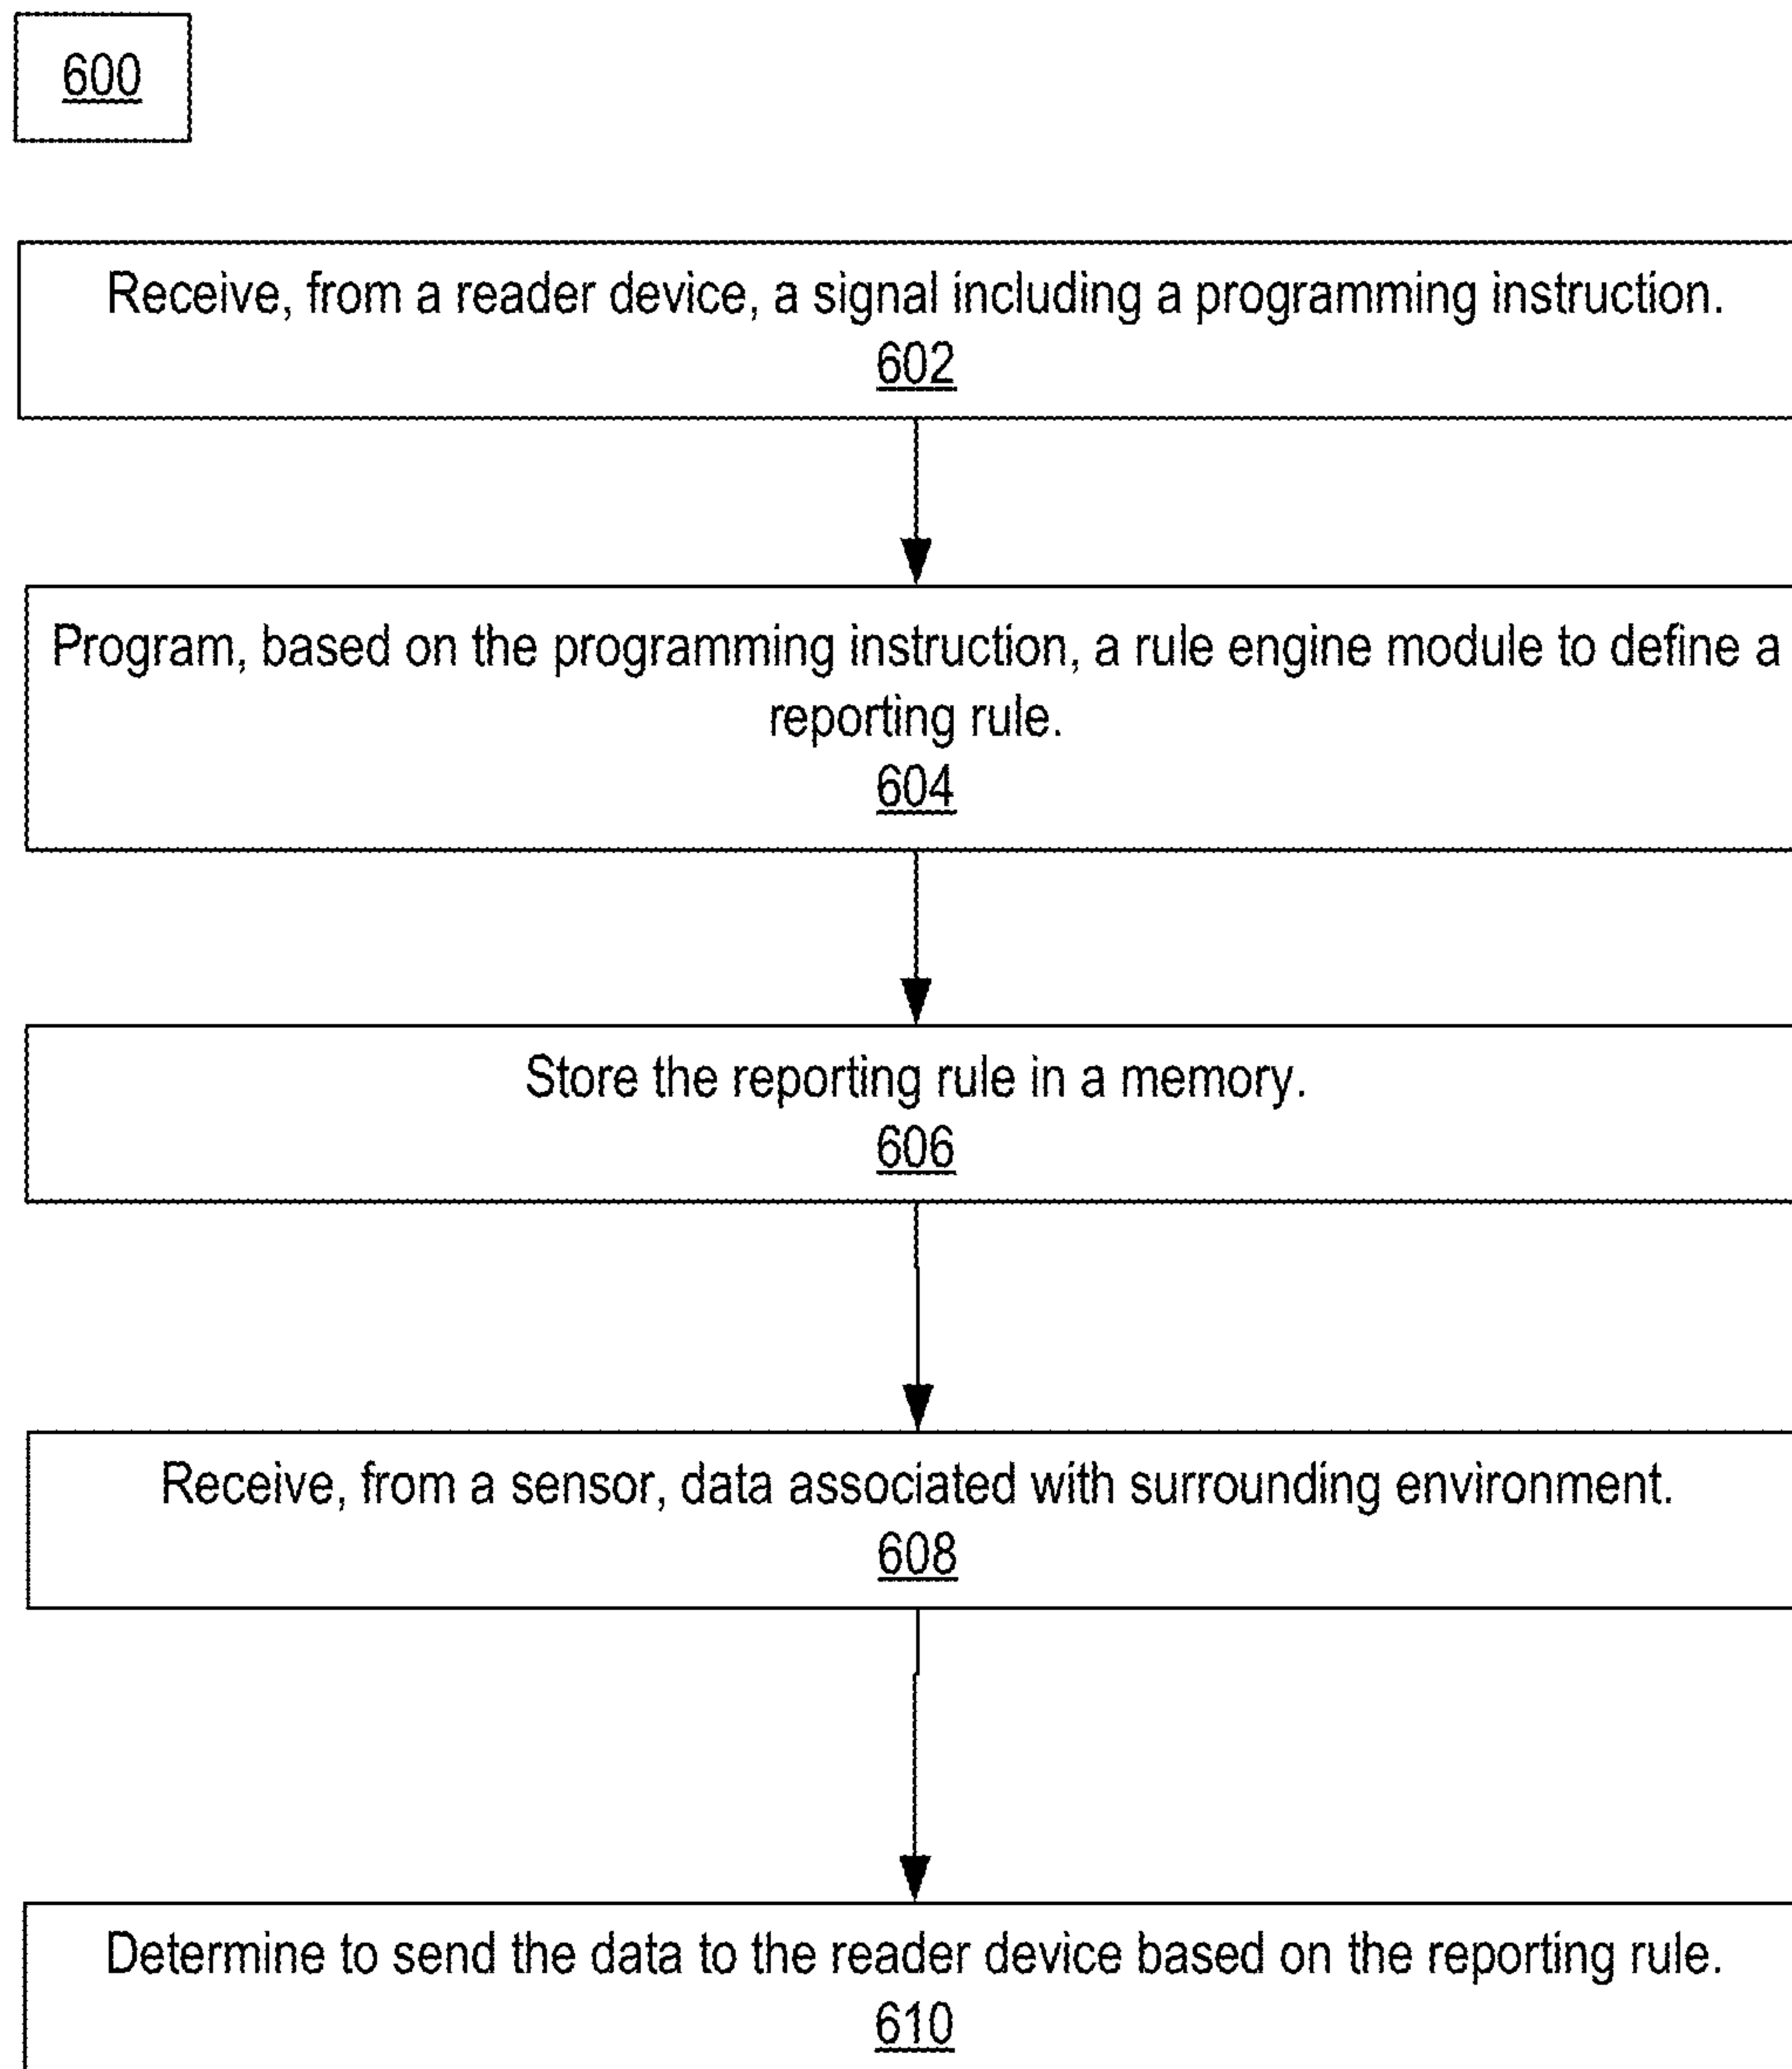 600
Receive, from a reader device, a signal including a programming instruction.
602
Program, based on the programming instruction, a rule engine module to define a
reporting rule.
604
Store the reporting rule in a memory.
606
Receive, from a sensor, data associated with surrounding environment.
608
Determine to send the data to the reader device based on the reporting rule.
610